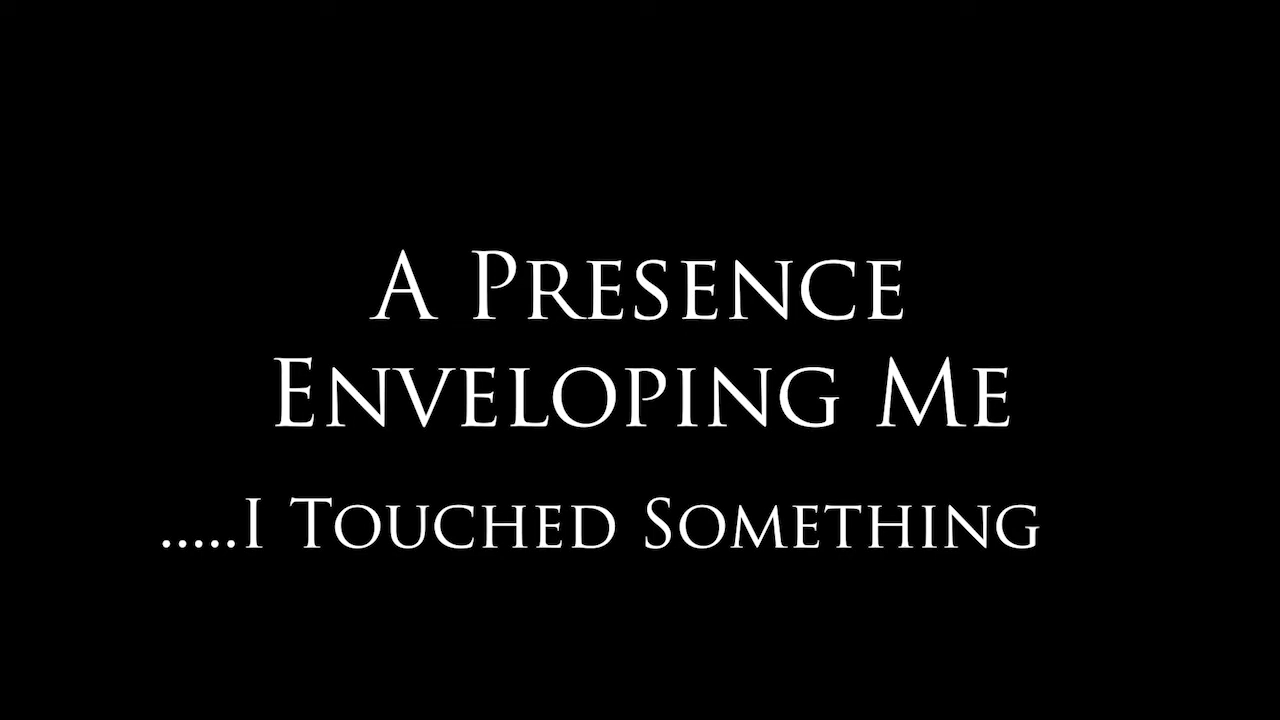 A Presence
Enveloping Me
.....I Touched Something